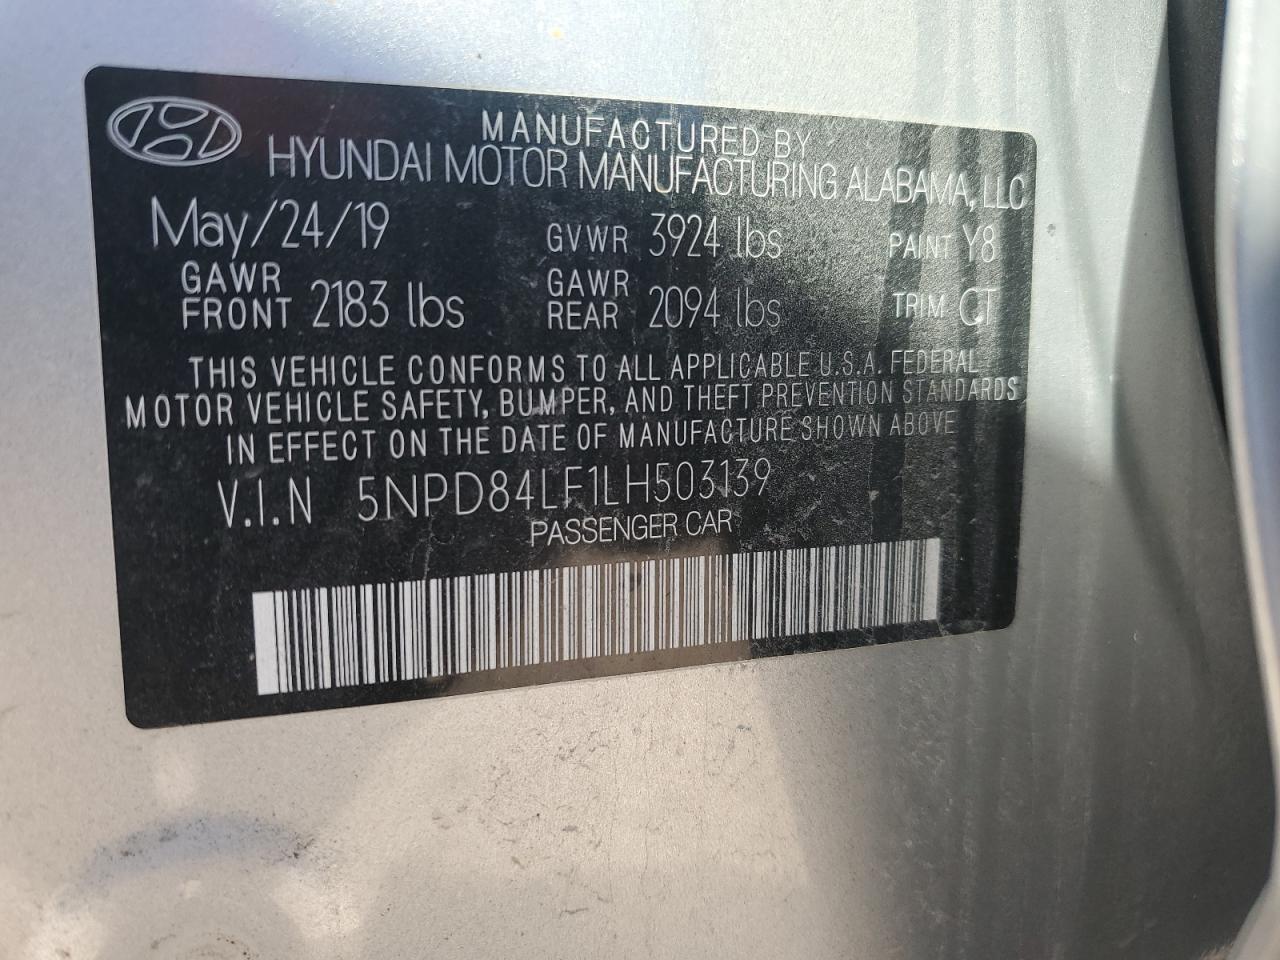 MANUFACTURED BY
HYUNDAI MOTOR MANUFACTURING ALABAMA, LLC
May/24/19 GVWR 3924 lbs PAINT Y8
GAWR FRONT 2183 lbs GAWR REAR 2094 lbs TRIM CT
THIS VEHICLE CONFORMS TO ALL APPLICABLE U.S.A. FEDERAL
MOTOR VEHICLE SAFETY, BUMPER, AND THEFT PREVENTION STANDARDS
IN EFFECT ON THE DATE OF MANUFACTURE SHOWN ABOVE
V.I.N 5NPD84LF1LH503139
PASSENGER CAR